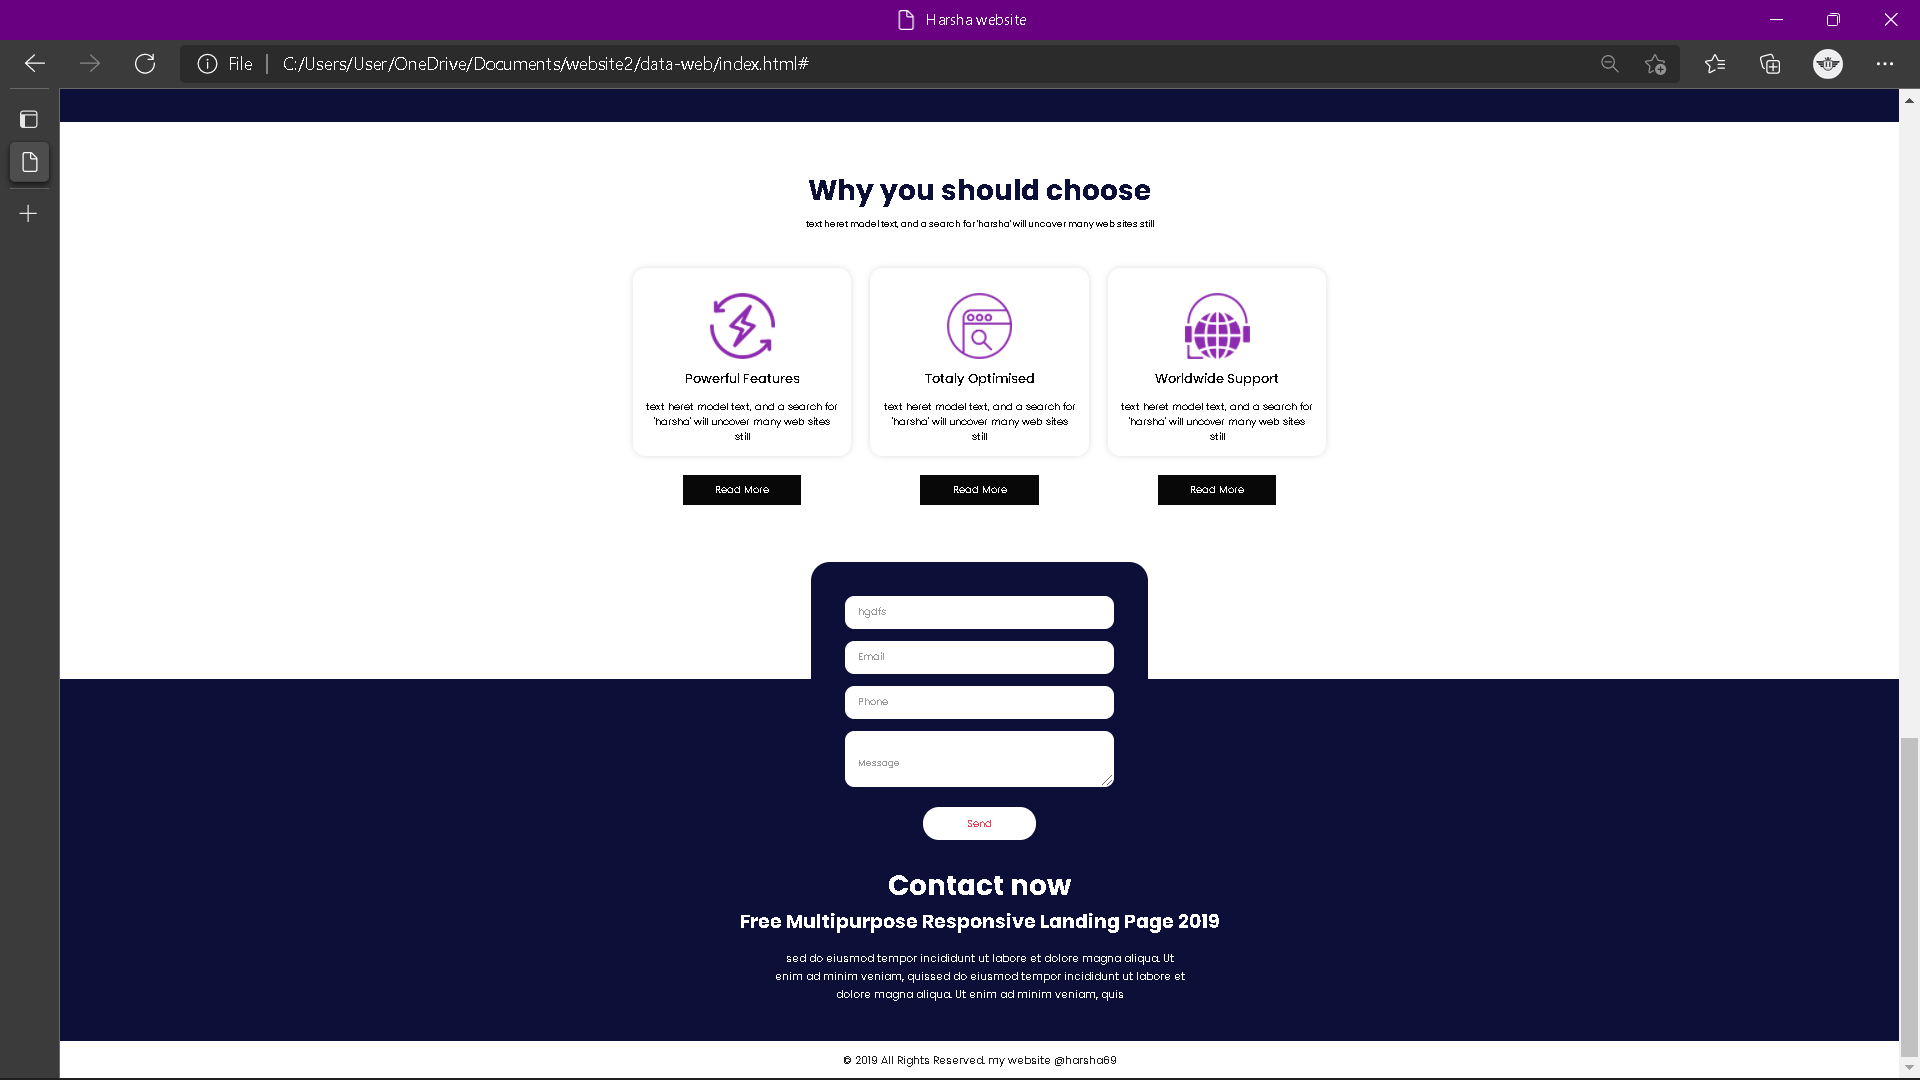 Harsha website
File
C:/Users/User/OneDrive/Documents/website2/data-web/index.html#
Why you should choose
text heret model text, and a search for 'harsha' will uncover many web sites still
Powerful Features
text heret model text, and a search for
'harsha' will uncover many web sites
still
Read More
Totaly Optimised
text heret model text, and a search for
'harsha' will uncover many web sites
still
Read More
Worldwide Support
text heret model text, and a search for
'harsha' will uncover many web sites
still
Read More
hgdfs
Email
Phone
Message
Send
Contact now
Free Multipurpose Responsive Landing Page 2019
sed do eiusmod tempor incididunt ut labore et dolore magna aliqua. Ut
enim ad minim veniam, quissed do eiusmod tempor incididunt ut labore et
dolore magna aliqua. Ut enim ad minim veniam, quis
© 2019 All Rights Reserved. my website @harsha69